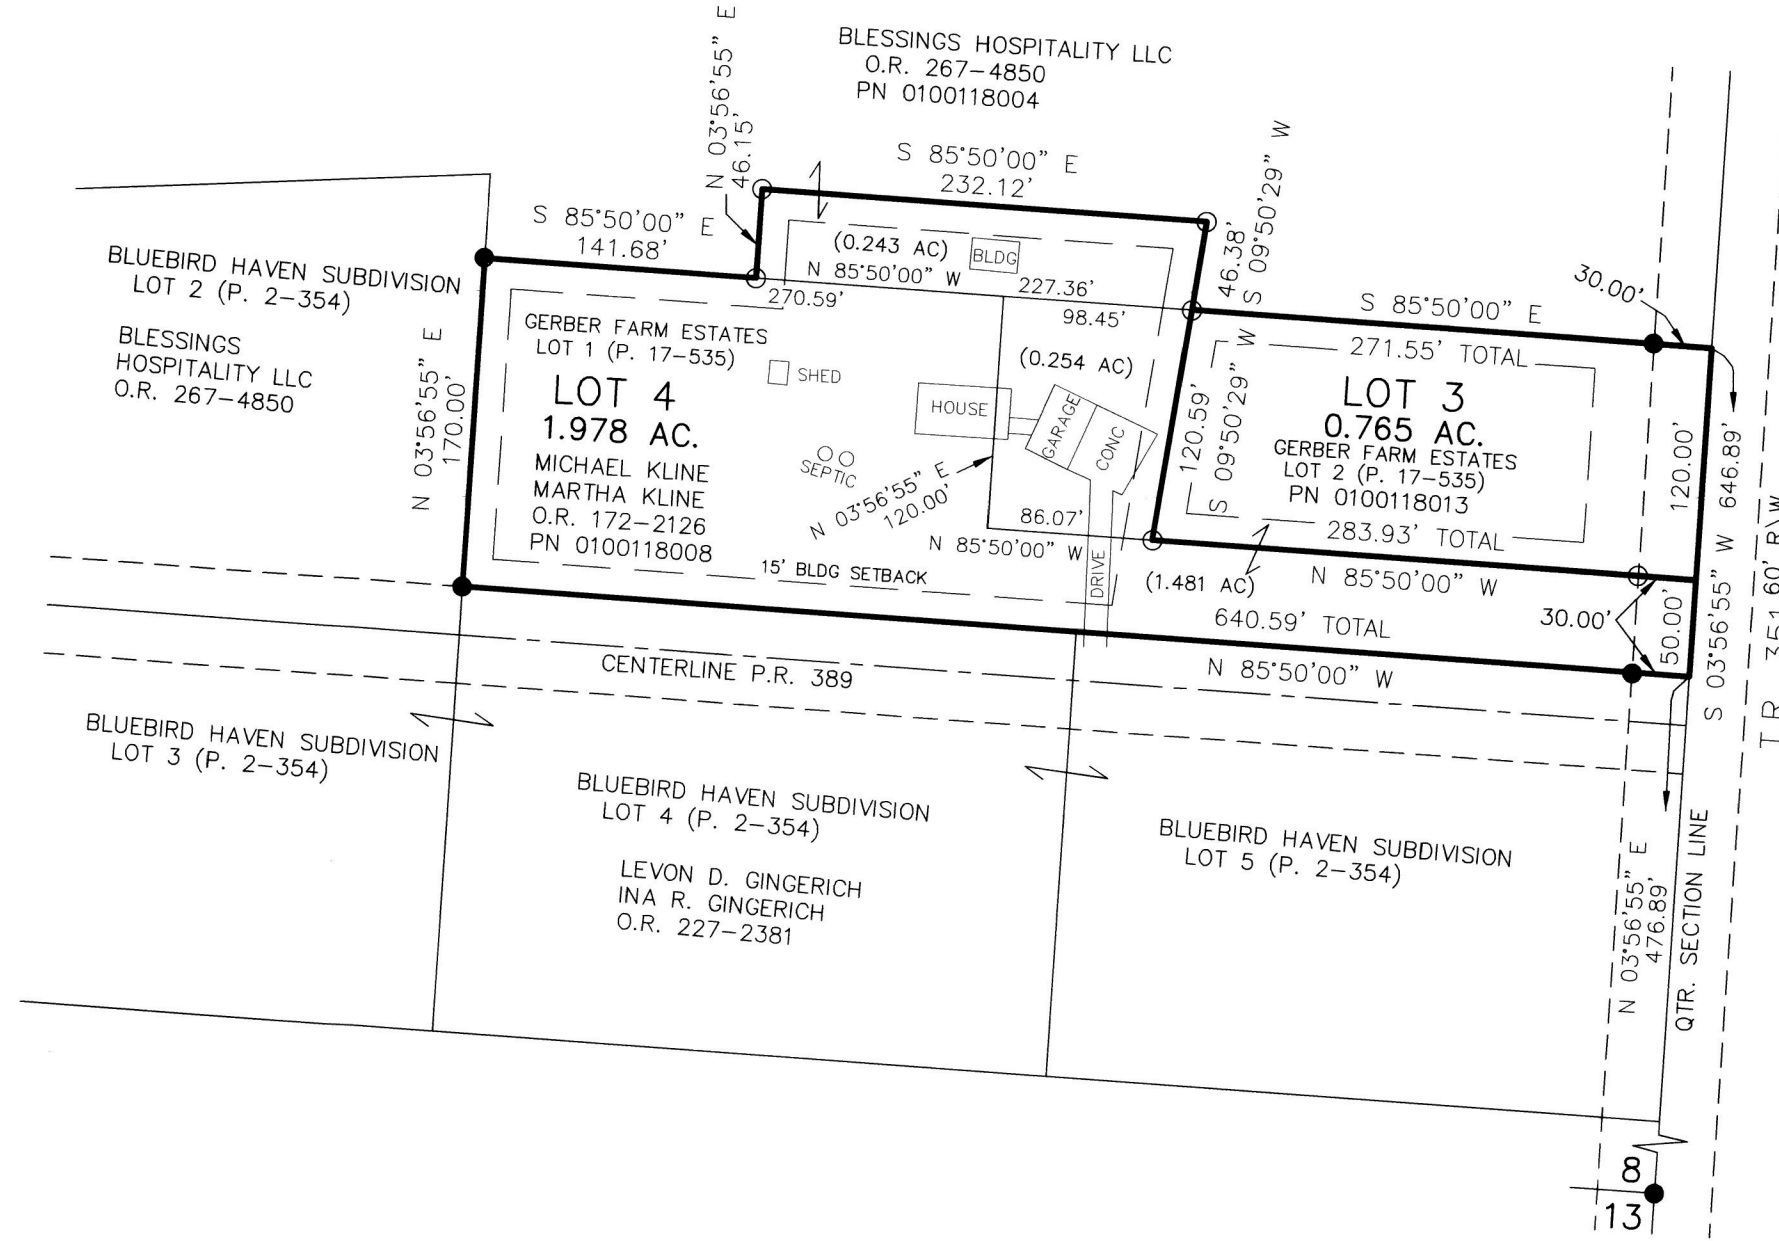 BLESSINGS HOSPITALITY LLC
O.R. 267-4850
PN 0100118004
N 03°56'55" E
46.15'
S 85°50'00" E
232.12'
S 85°50'00" E
141.68'
46.38'
S 09°50'29" W
30.00'
S 85°50'00" E
271.55' TOTAL
BLUEBIRD HAVEN SUBDIVISION
LOT 2 (P. 2-354)
BLESSINGS
HOSPITALITY LLC
O.R. 267-4850
N 03°56'55" E
170.00'
(0.243 AC)
BLDG
N 85°50'00" W
270.59'
227.36'
98.45'
(0.254 AC)
GERBER FARM ESTATES
LOT 1 (P. 17-535)
LOT 4
1.978 AC.
MICHAEL KLINE
MARTHA KLINE
O.R. 172-2126
PN 0100118008
SHED
HOUSE
GARAGE
CONC
SEPTIC
N 03°56'55" E
120.00'
86.07'
N 85°50'00" W
15' BLDG SETBACK
DRIVE
120.59'
S 09°50'29" W
LOT 3
0.765 AC.
GERBER FARM ESTATES
LOT 2 (P. 17-535)
PN 0100118013
283.93' TOTAL
N 85°50'00" W
(1.481 AC)
640.59' TOTAL
N 85°50'00" W
30.00'
120.00'
50.00'
S 03°56'55" W 646.89'
T.R. 351 60' R\W
CENTERLINE P.R. 389
BLUEBIRD HAVEN SUBDIVISION
LOT 3 (P. 2-354)
BLUEBIRD HAVEN SUBDIVISION
LOT 4 (P. 2-354)
LEVON D. GINGERICH
INA R. GINGERICH
O.R. 227-2381
BLUEBIRD HAVEN SUBDIVISION
LOT 5 (P. 2-354)
N 03°56'55" E
476.89'
QTR. SECTION LINE
8
13